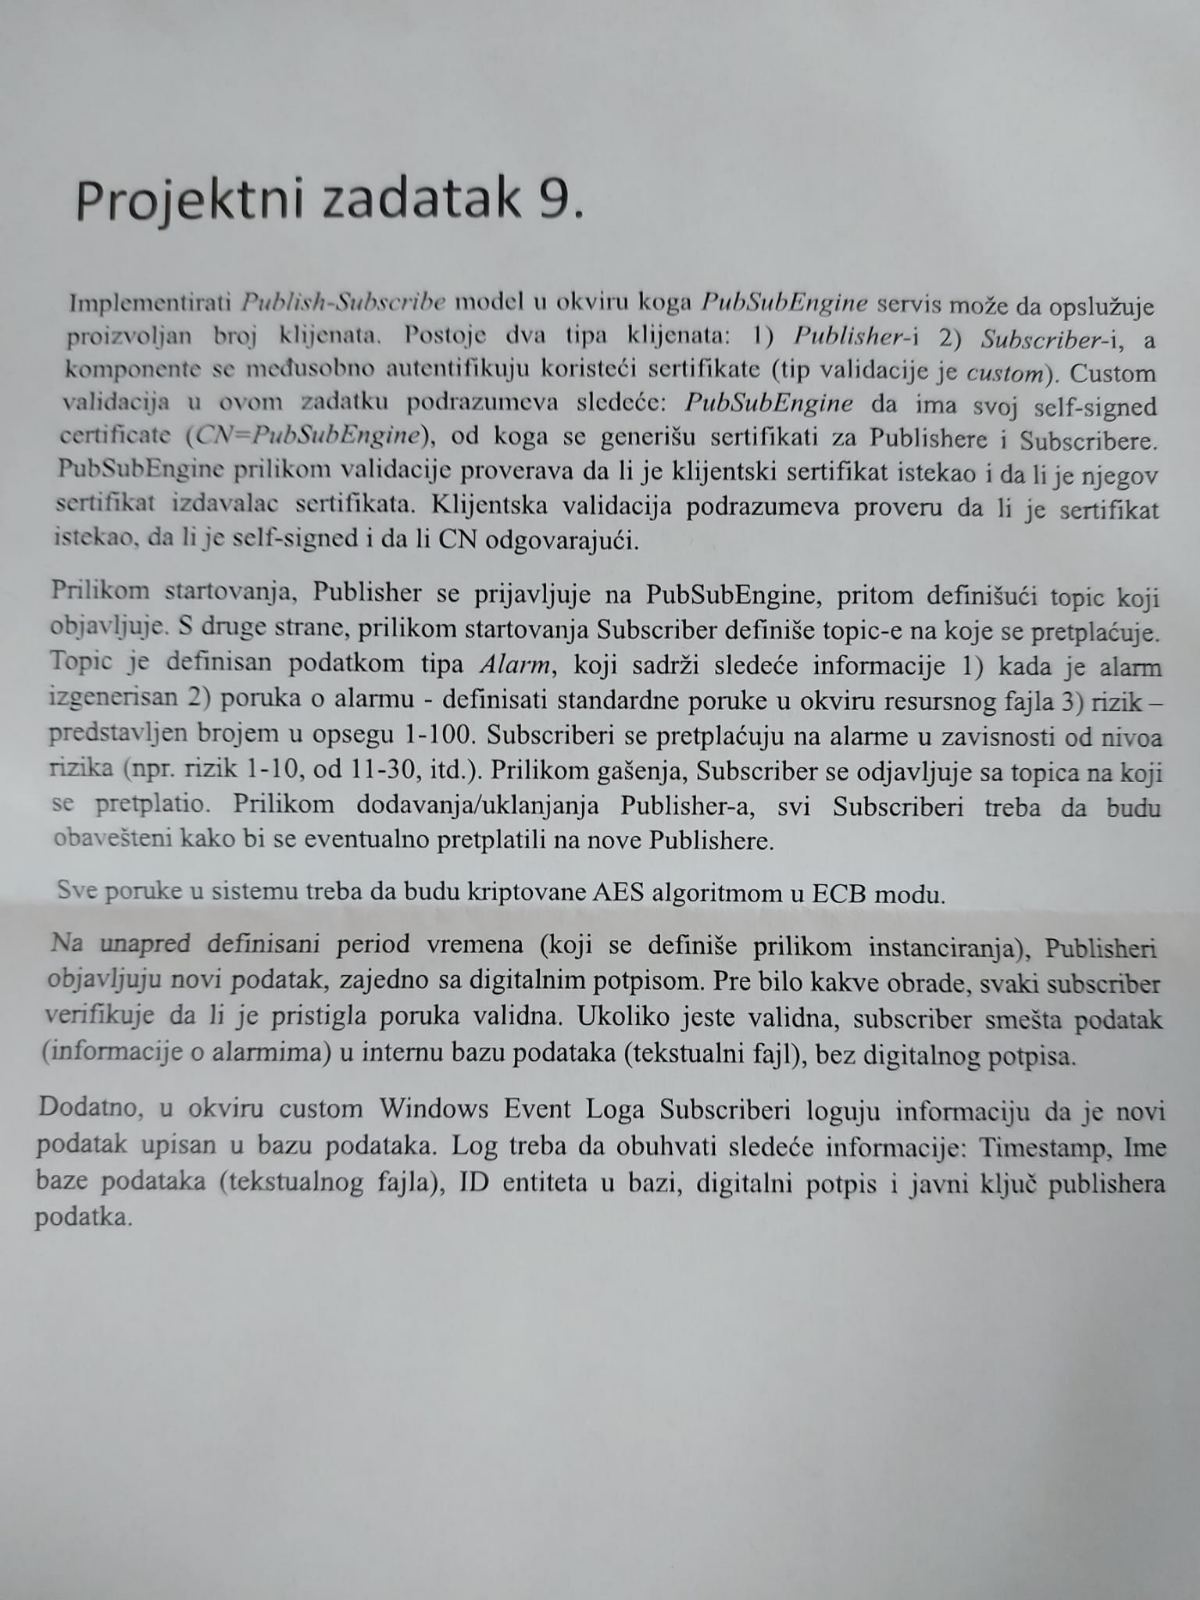 Projektni zadatak 9.
Implementirati Publish-Subscribe model u okviru koga PubSubEngine servis može da opslužuje
proizvoljan broj klijenata. Postoje dva tipa klijenata: 1) Publisher-i 2) Subscriber-i, a
komponente se međusobno autentifikuju koristeći sertifikate (tip validacije je custom). Custom
validacija u ovom zadatku podrazumeva sledeće: PubSubEngine da ima svoj self-signed
certificate (CN=PubSubEngine), od koga se generišu sertifikati za Publishere i Subscribere.
PubSubEngine prilikom validacije proverava da li je klijentski sertifikat istekao i da li je njegov
sertifikat izdavalac sertifikata. Klijentska validacija podrazumeva proveru da li je sertifikat
istekao, da li je self-signed i da li CN odgovarajući.
Prilikom startovanja, Publisher se prijavljuje na PubSubEngine, pritom definišući topic koji
objavljuje. S druge strane, prilikom startovanja Subscriber definiše topic-e na koje se pretplaćuje.
Topic je definisan podatkom tipa Alarm, koji sadrži sledeće informacije 1) kada je alarm
izgenerisan 2) poruka o alarmu - definisati standardne poruke u okviru resursnog fajla 3) rizik –
predstavljen brojem u opsegu 1-100. Subscriberi se pretplaćuju na alarme u zavisnosti od nivoa
rizika (npr. rizik 1-10, od 11-30, itd.). Prilikom gašenja, Subscriber se odjavljuje sa topica na koji
se pretplatio. Prilikom dodavanja/uklanjanja Publisher-a, svi Subscriberi treba da budu
obavešteni kako bi se eventualno pretplatili na nove Publishere.
Sve poruke u sistemu treba da budu kriptovane AES algoritmom u ECB modu.
Na unapred definisani period vremena (koji se definiše prilikom instanciranja), Publisheri
objavljuju novi podatak, zajedno sa digitalnim potpisom. Pre bilo kakve obrade, svaki subscriber
verifikuje da li je pristigla poruka validna. Ukoliko jeste validna, subscriber smešta podatak
(informacije o alarmima) u internu bazu podataka (tekstualni fajl), bez digitalnog potpisa.
Dodatno, u okviru custom Windows Event Loga Subscriberi loguju informaciju da je novi
podatak upisan u bazu podataka. Log treba da obuhvati sledeće informacije: Timestamp, Ime
baze podataka (tekstualnog fajla), ID entiteta u bazi, digitalni potpis i javni ključ publishera
podatka.